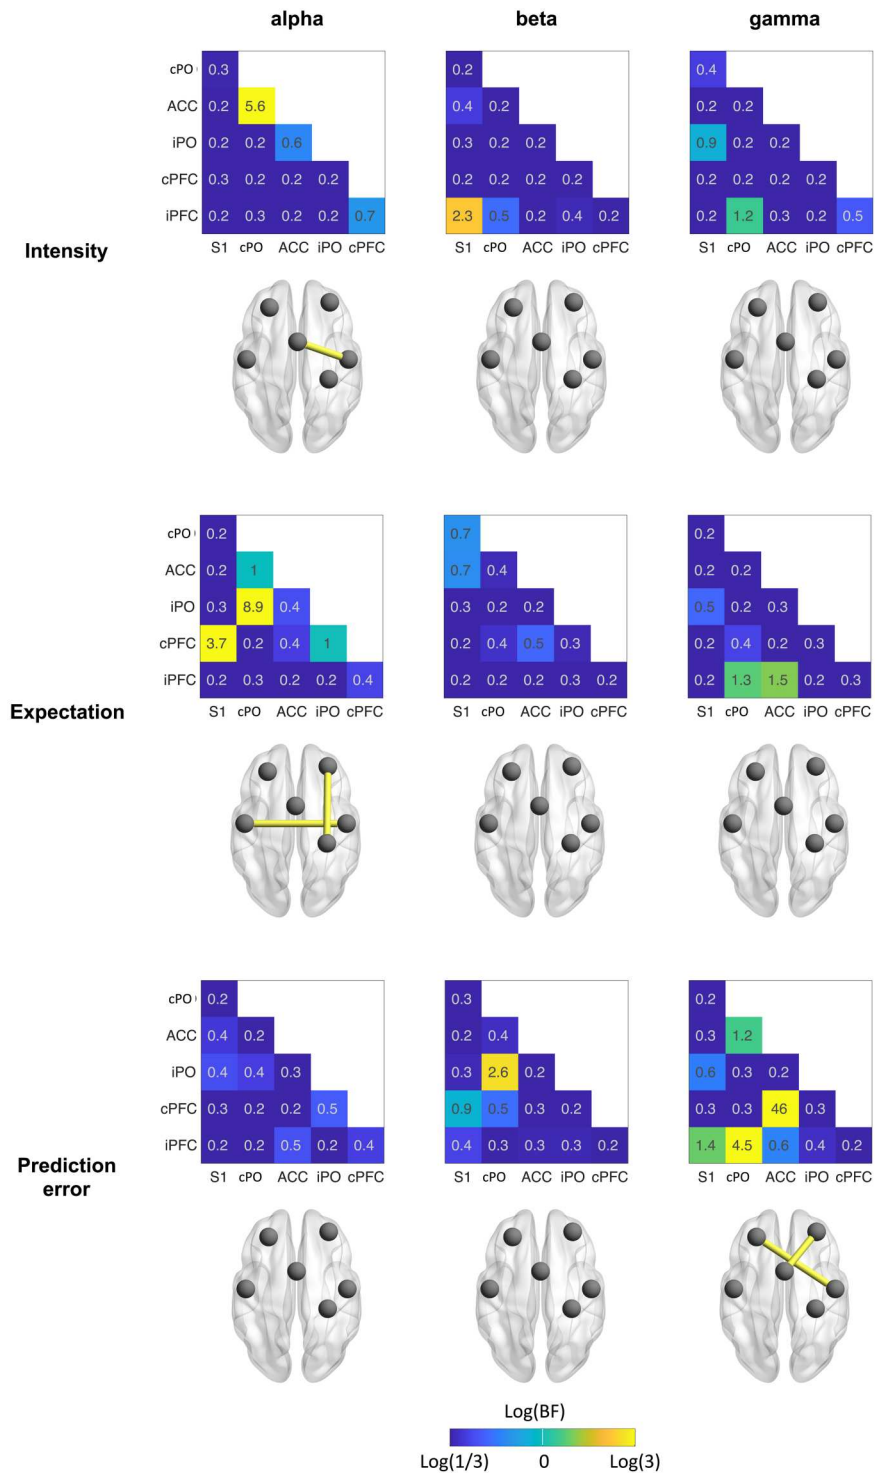 alpha beta gamma
cPO 0.3 0.2 0.4
ACC 0.2 5.6 0.4 0.2 0.2 0.2
iPO 0.2 0.2 0.6 0.3 0.2 0.2 0.9 0.2 0.2
cPFC 0.3 0.2 0.2 0.2 0.2 0.2 0.2 0.2 0.2 0.2 0.2 0.2
iPFC 0.2 0.3 0.2 0.2 0.7 2.3 0.5 0.2 0.4 0.2 0.2 1.2 0.3 0.2 0.5
S1 cPO ACC iPO cPFC S1 cPO ACC iPO cPFC S1 cPO ACC iPO cPFC
Intensity
cPO 0.2 0.7 0.2
ACC 0.2 1 0.7 0.4 0.2 0.2
iPO 0.3 8.9 0.4 0.3 0.2 0.2 0.5 0.2 0.3
cPFC 3.7 0.2 0.4 1 0.2 0.4 0.5 0.3 0.2 0.4 0.2 0.3
iPFC 0.2 0.3 0.2 0.2 0.4 0.2 0.2 0.2 0.3 0.2 0.2 1.3 1.5 0.2 0.3
S1 cPO ACC iPO cPFC S1 cPO ACC iPO cPFC S1 cPO ACC iPO cPFC
Expectation
cPO 0.2 0.3 0.2
ACC 0.4 0.2 0.2 0.4 0.3 1.2
iPO 0.4 0.4 0.3 0.3 2.6 0.2 0.6 0.3 0.2
cPFC 0.3 0.2 0.2 0.5 0.9 0.5 0.3 0.2 0.3 0.3 46 0.3
iPFC 0.2 0.2 0.5 0.2 0.4 0.4 0.3 0.3 0.3 0.2 1.4 4.5 0.6 0.4 0.2
S1 cPO ACC iPO cPFC S1 cPO ACC iPO cPFC S1 cPO ACC iPO cPFC
Prediction
error
Log(BF)
Log(1/3) 0 Log(3)